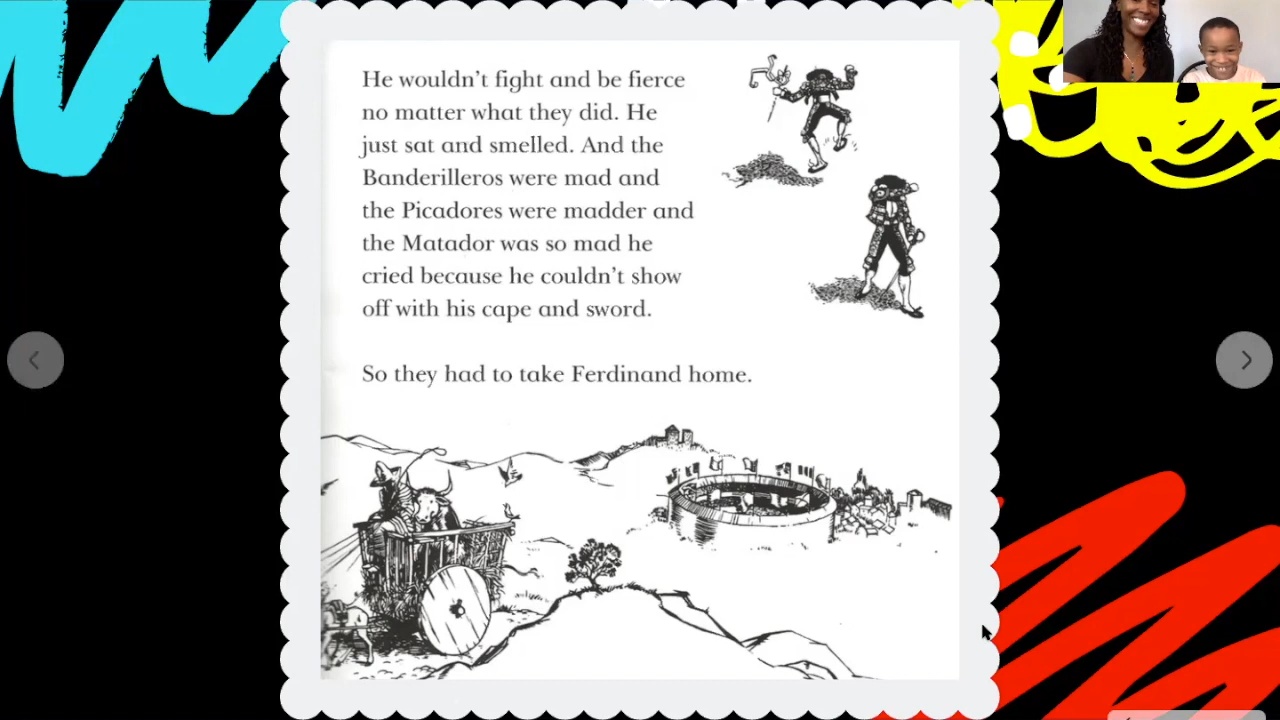 He wouldn't fight and be fierce
no matter what they did. He
just sat and smelled. And the
Banderilleros were mad and
the Picadores were madder and
the Matador was so mad he
cried because he couldn't show
off with his cape and sword.
So they had to take Ferdinand home.